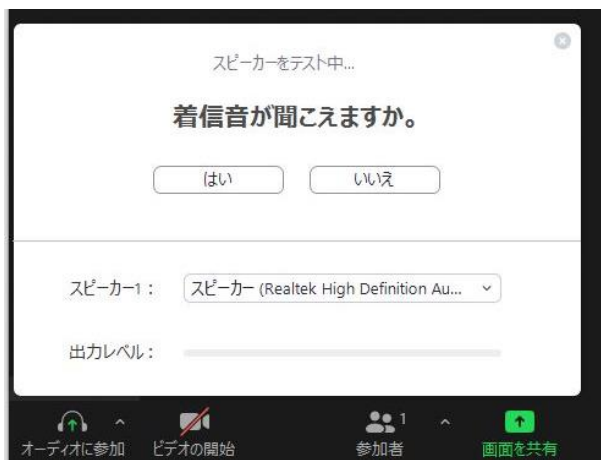 スピーカーをテスト中...
着信音が聞こえますか。
はい いいえ
スピーカー1: スピーカー (Realtek High Definition Au...
出力レベル:
1
オーディオに参加 ビデオの開始 参加者 画面を共有